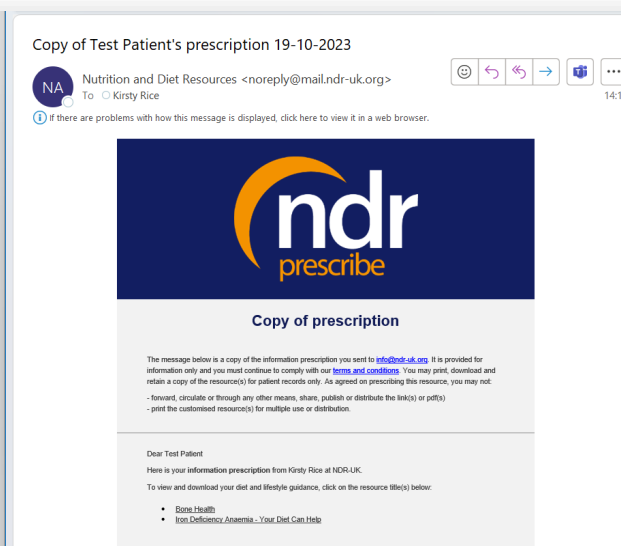 Copy of Test Patient's prescription 19-10-2023
NA
Nutrition and Diet Resources <noreply@mail.ndr-uk.org>
To Kirsty Rice
14:1
If there are problems with how this message is displayed, click here to view it in a web browser.
ndr
prescribe
Copy of prescription
The message below is a copy of the information prescription you sent to info@ndr-uk.org. It is provided for
information only and you must continue to comply with our terms and conditions. You may print, download and
retain a copy of the resource(s) for patient records only. As agreed on prescribing this resource, you may not:
- forward, circulate or through any other means, share, publish or distribute the link(s) or pdf(s)
- print the customised resource(s) for multiple use or distribution.
Dear Test Patient
Here is your information prescription from Kirsty Rice at NDR-UK.
To view and download your diet and lifestyle guidance, click on the resource title(s) below:
• Bone Health
• Iron Deficiency Anaemia - Your Diet Can Help